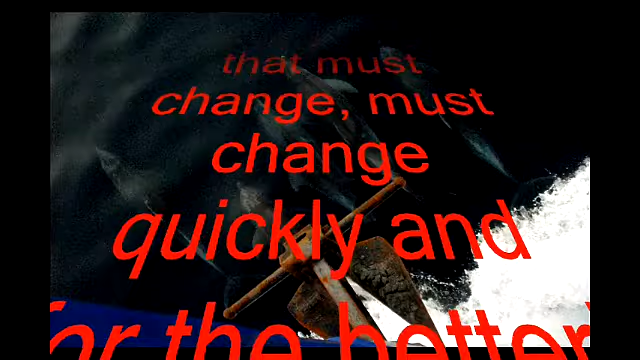 that must
change, must
change
quickly and
for the better